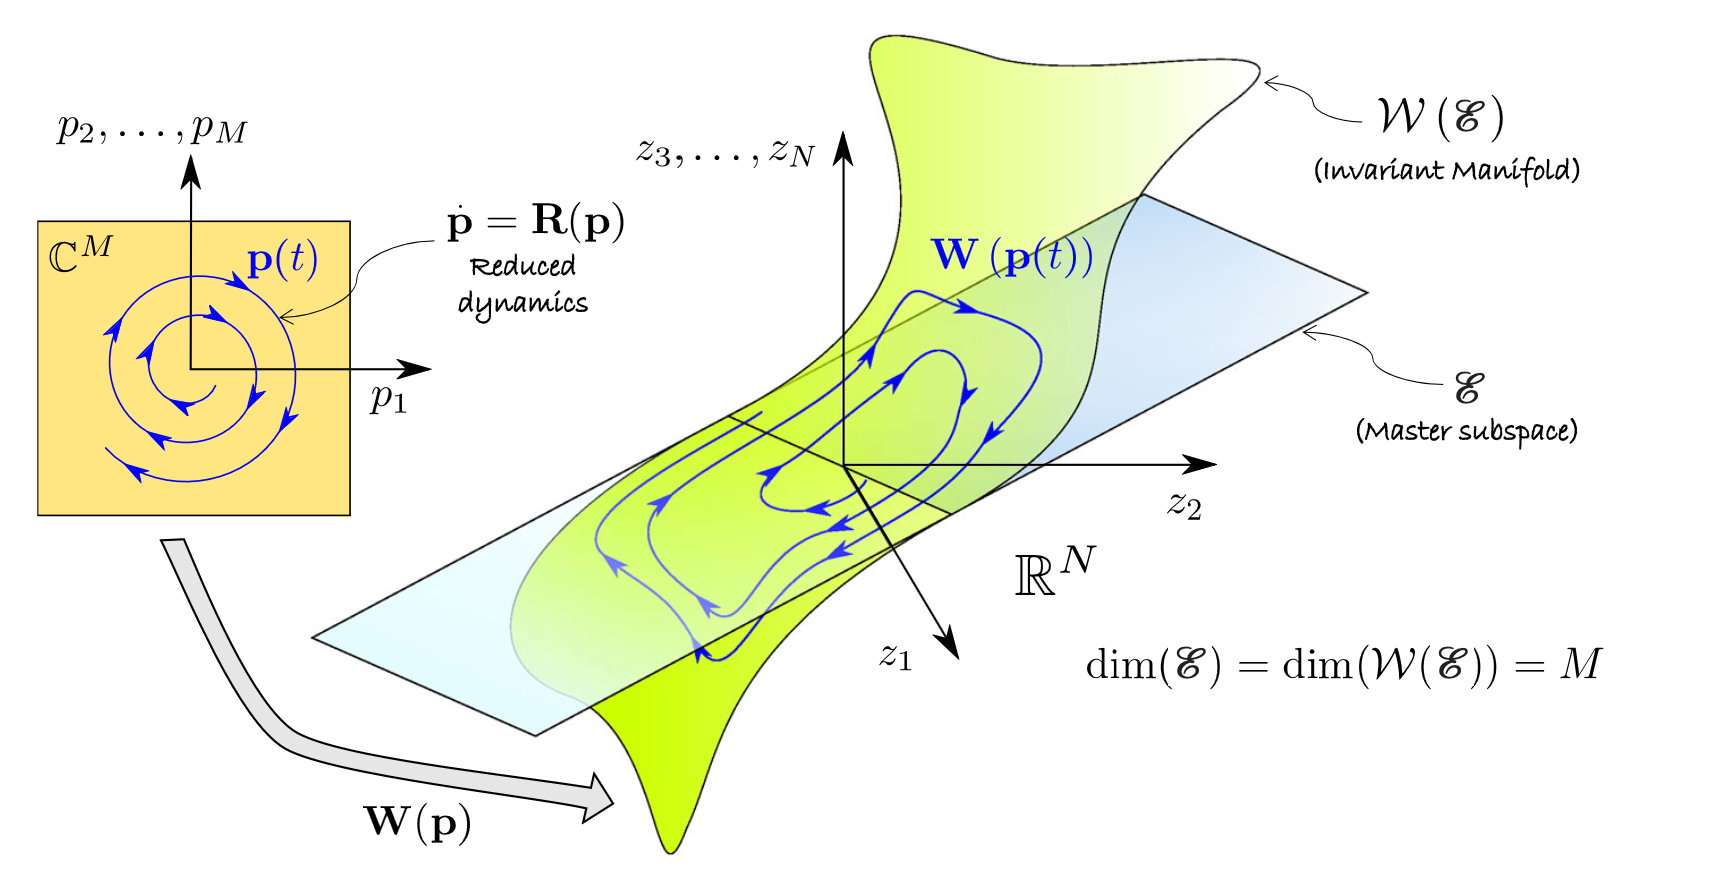 p₂, …, p_M
ℂ^M
p(t)
ṗ = R(p)
Reduced
dynamics
p₁
W(p)
z₃, …, z_N
W (p(t))
𝒲 (ℰ)
(Invariant Manifold)
ℰ
(Master subspace)
z₂
ℝ^N
z₁
dim(ℰ) = dim(𝒲(ℰ)) = M